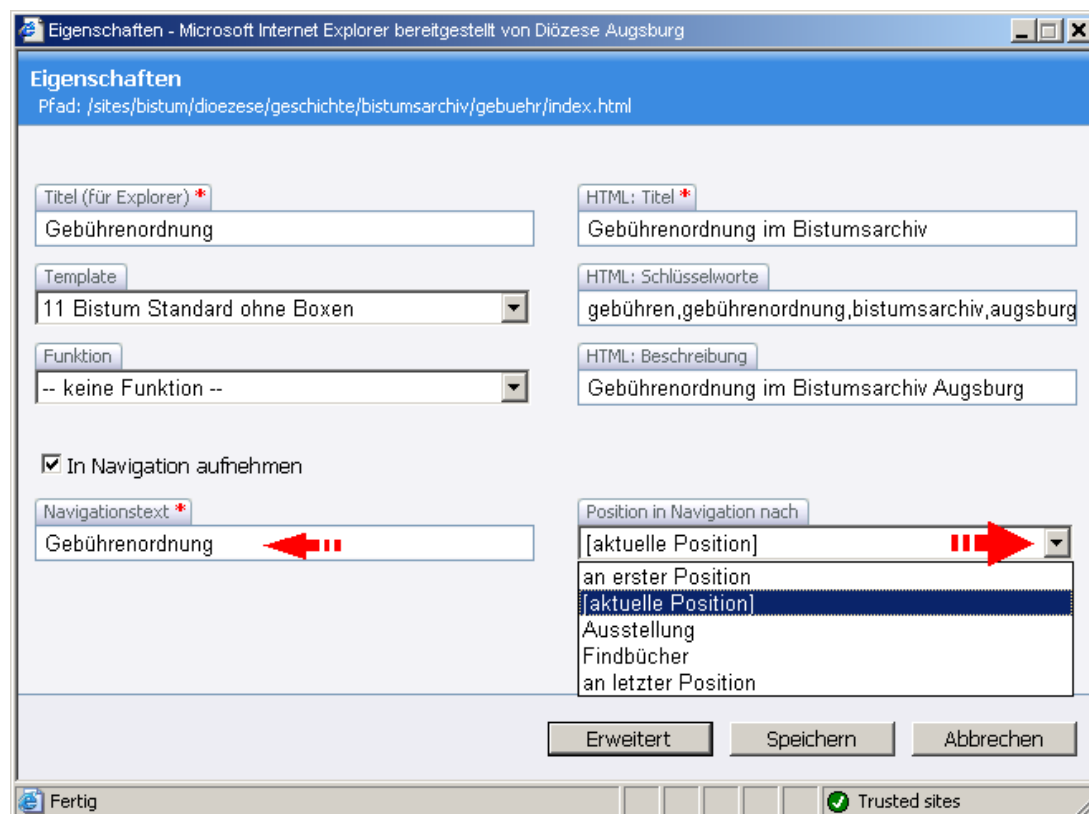 Eigenschaften - Microsoft Internet Explorer bereitgestellt von Diözese Augsburg
Eigenschaften
Pfad: /sites/bistum/dioezese/geschichte/bistumsarchiv/gebuehr/index.html
Titel (für Explorer) *
HTML: Titel *
Gebührenordnung
Gebührenordnung im Bistumsarchiv
Template
HTML: Schlüsselworte
11 Bistum Standard ohne Boxen
gebühren,gebührenordnung,bistumsarchiv,augsburg
Funktion
HTML: Beschreibung
-- keine Funktion --
Gebührenordnung im Bistumsarchiv Augsburg
In Navigation aufnehmen
Navigationstext *
Position in Navigation nach
Gebührenordnung
[aktuelle Position]
an erster Position
[aktuelle Position]
Ausstellung
Findbücher
an letzter Position
Erweitert
Speichern
Abbrechen
Fertig
Trusted sites